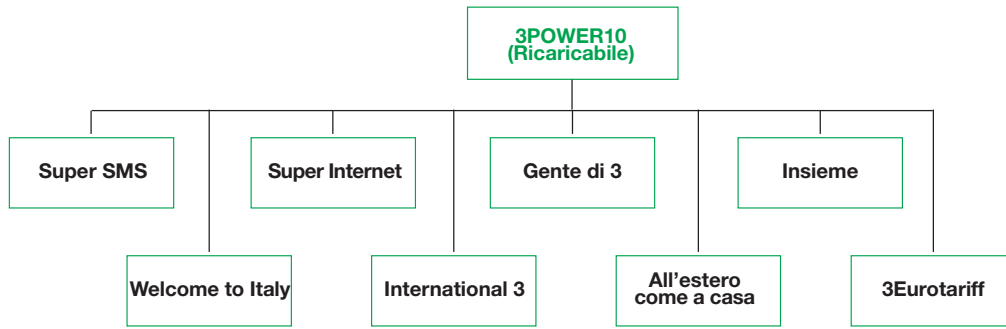 3POWER10
(Ricaricabile)
Super SMS
Super Internet
Gente di 3
Insieme
Welcome to Italy
International 3
All'estero
come a casa
3Eurotariff